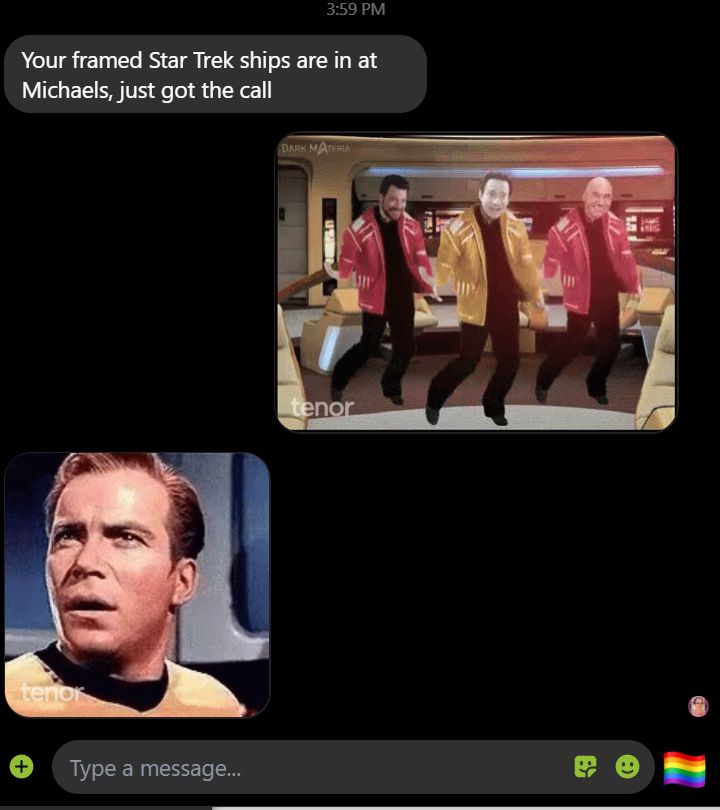 3:59 PM
Your framed Star Trek ships are in at
Michaels, just got the call
DARK MATERIA
tenor
tenor
Type a message...